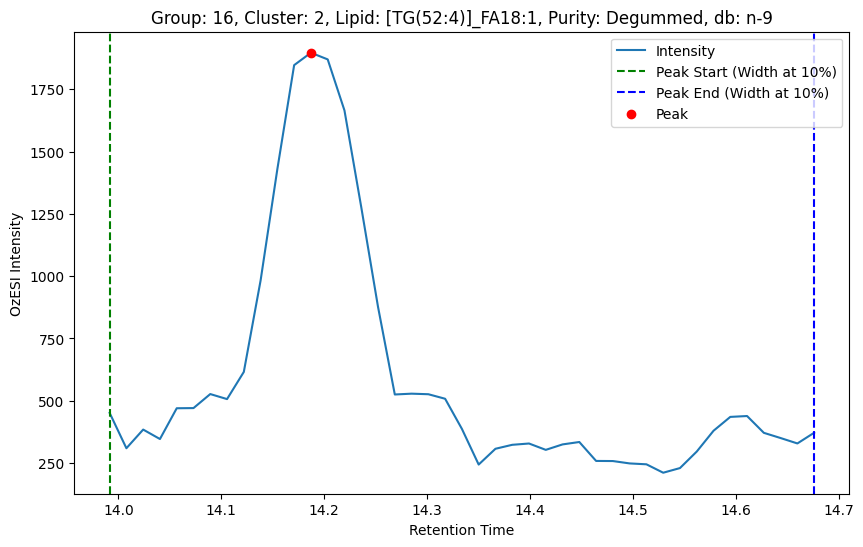 Group: 16, Cluster: 2, Lipid: [TG(52:4)]_FA18:1, Purity: Degummed, db: n-9
Intensity
Peak Start (Width at 10%)
Peak End (Width at 10%)
Peak
OzESI Intensity
1750
1500
1250
1000
750
500
250
14.0 14.1 14.2 14.3 14.4 14.5 14.6 14.7
Retention Time